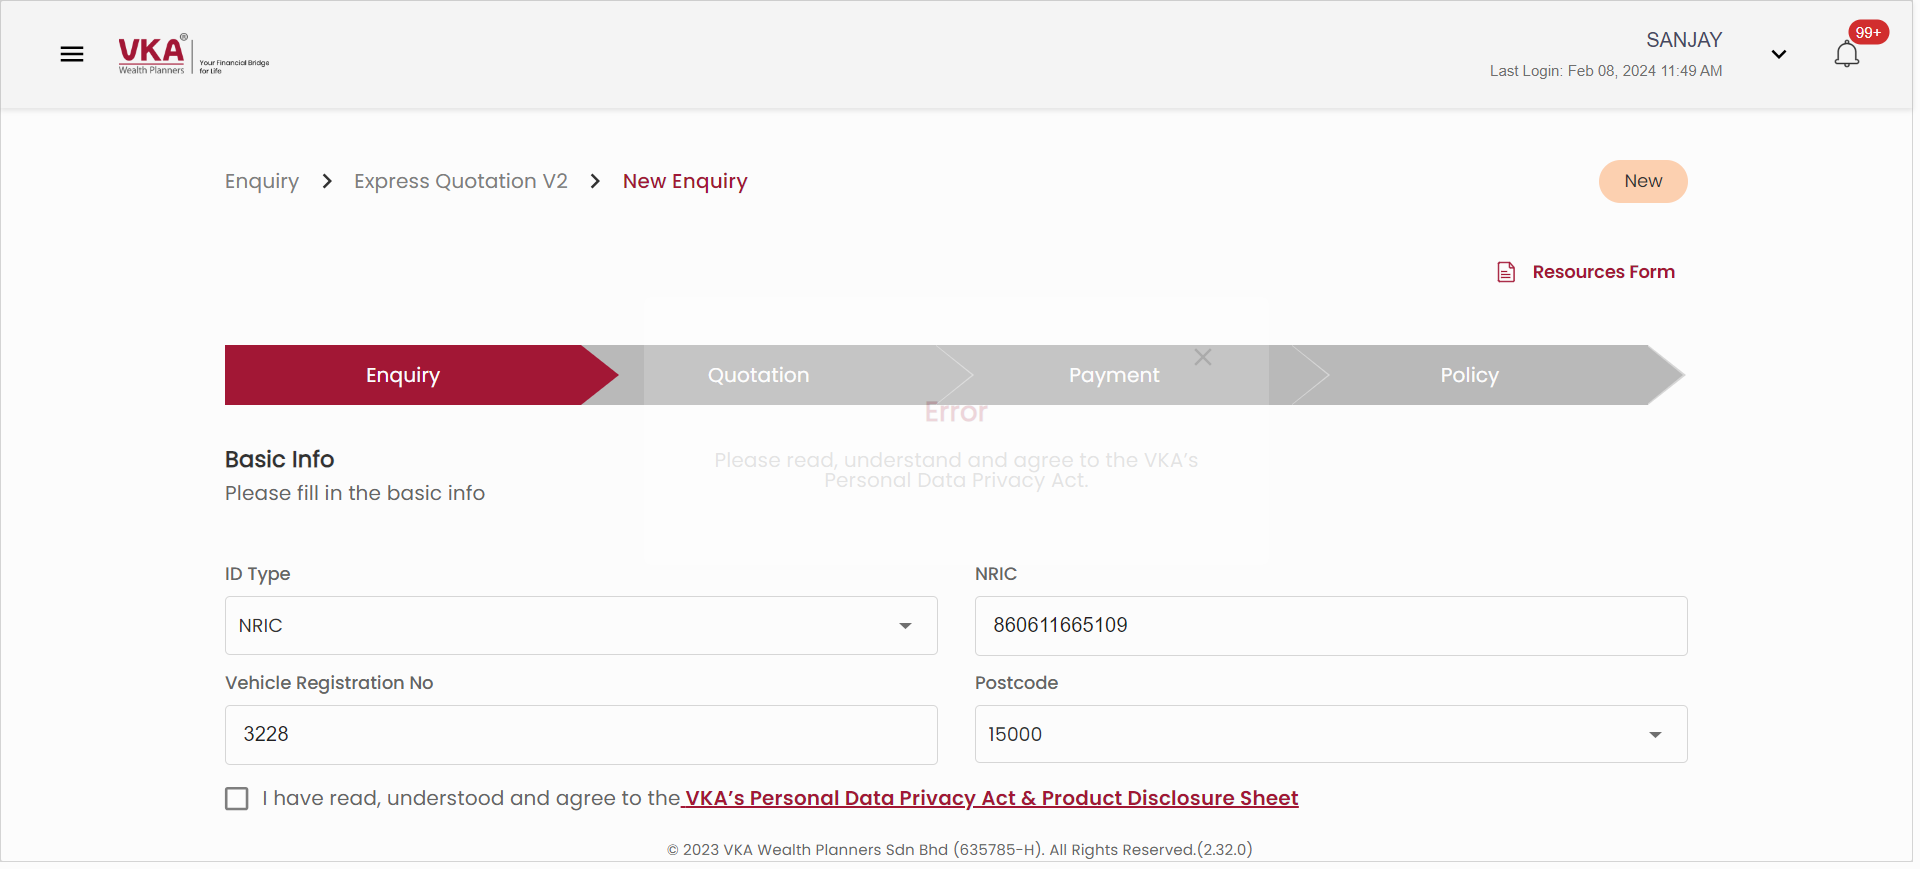 VKA®
Wealth Planners
Your Financial Bridge
for Life
SANJAY
Last Login: Feb 08, 2024 11:49 AM
99+
Enquiry
Express Quotation V2
New Enquiry
New
Resources Form
Enquiry
Quotation
Payment
Policy
Error
Please read, understand and agree to the VKA’s
Personal Data Privacy Act.
Basic Info
Please fill in the basic info
ID Type
NRIC
NRIC
860611665109
Vehicle Registration No
3228
Postcode
15000
I have read, understood and agree to the VKA’s Personal Data Privacy Act & Product Disclosure Sheet
© 2023 VKA Wealth Planners Sdn Bhd (635785-H). All Rights Reserved.(2.32.0)